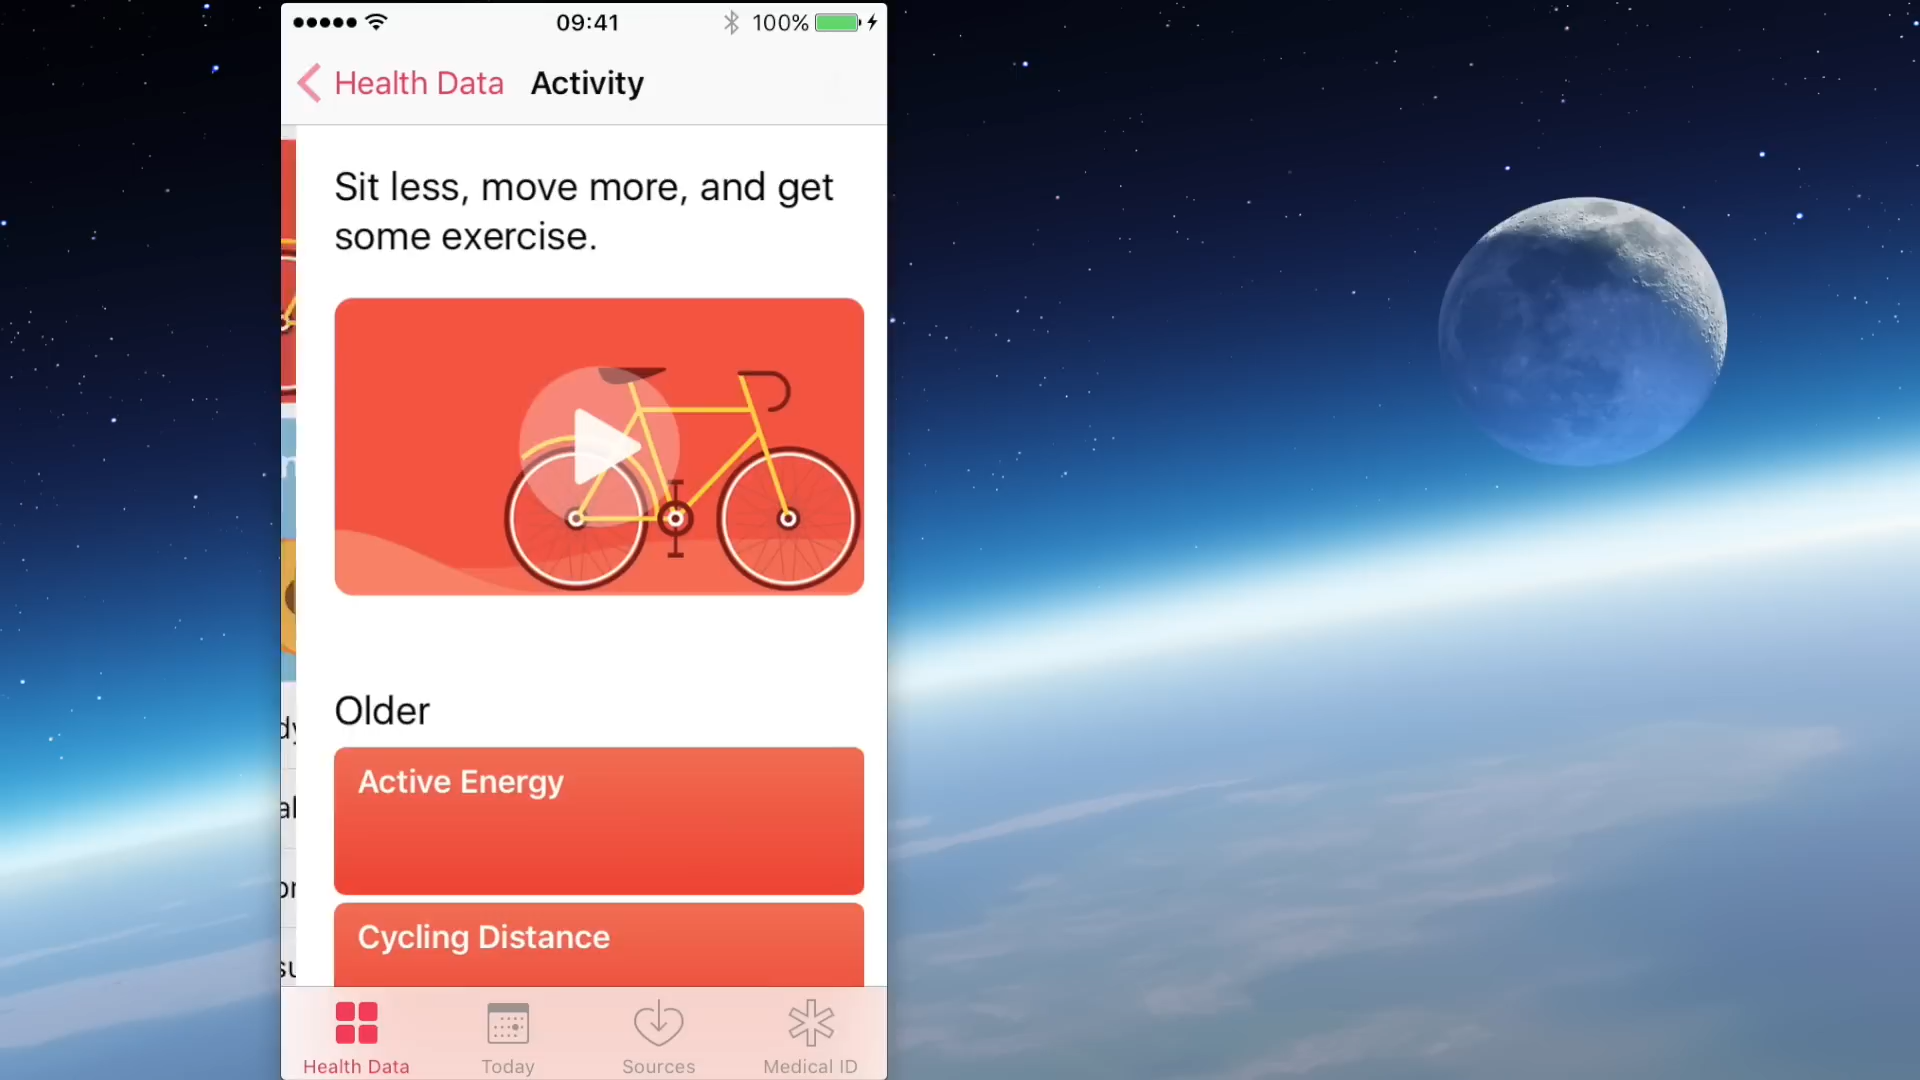 09:41
100%
Health Data
Activity
Sit less, move more, and get
some exercise.
Older
Active Energy
Cycling Distance
Health Data
Today
Sources
Medical ID